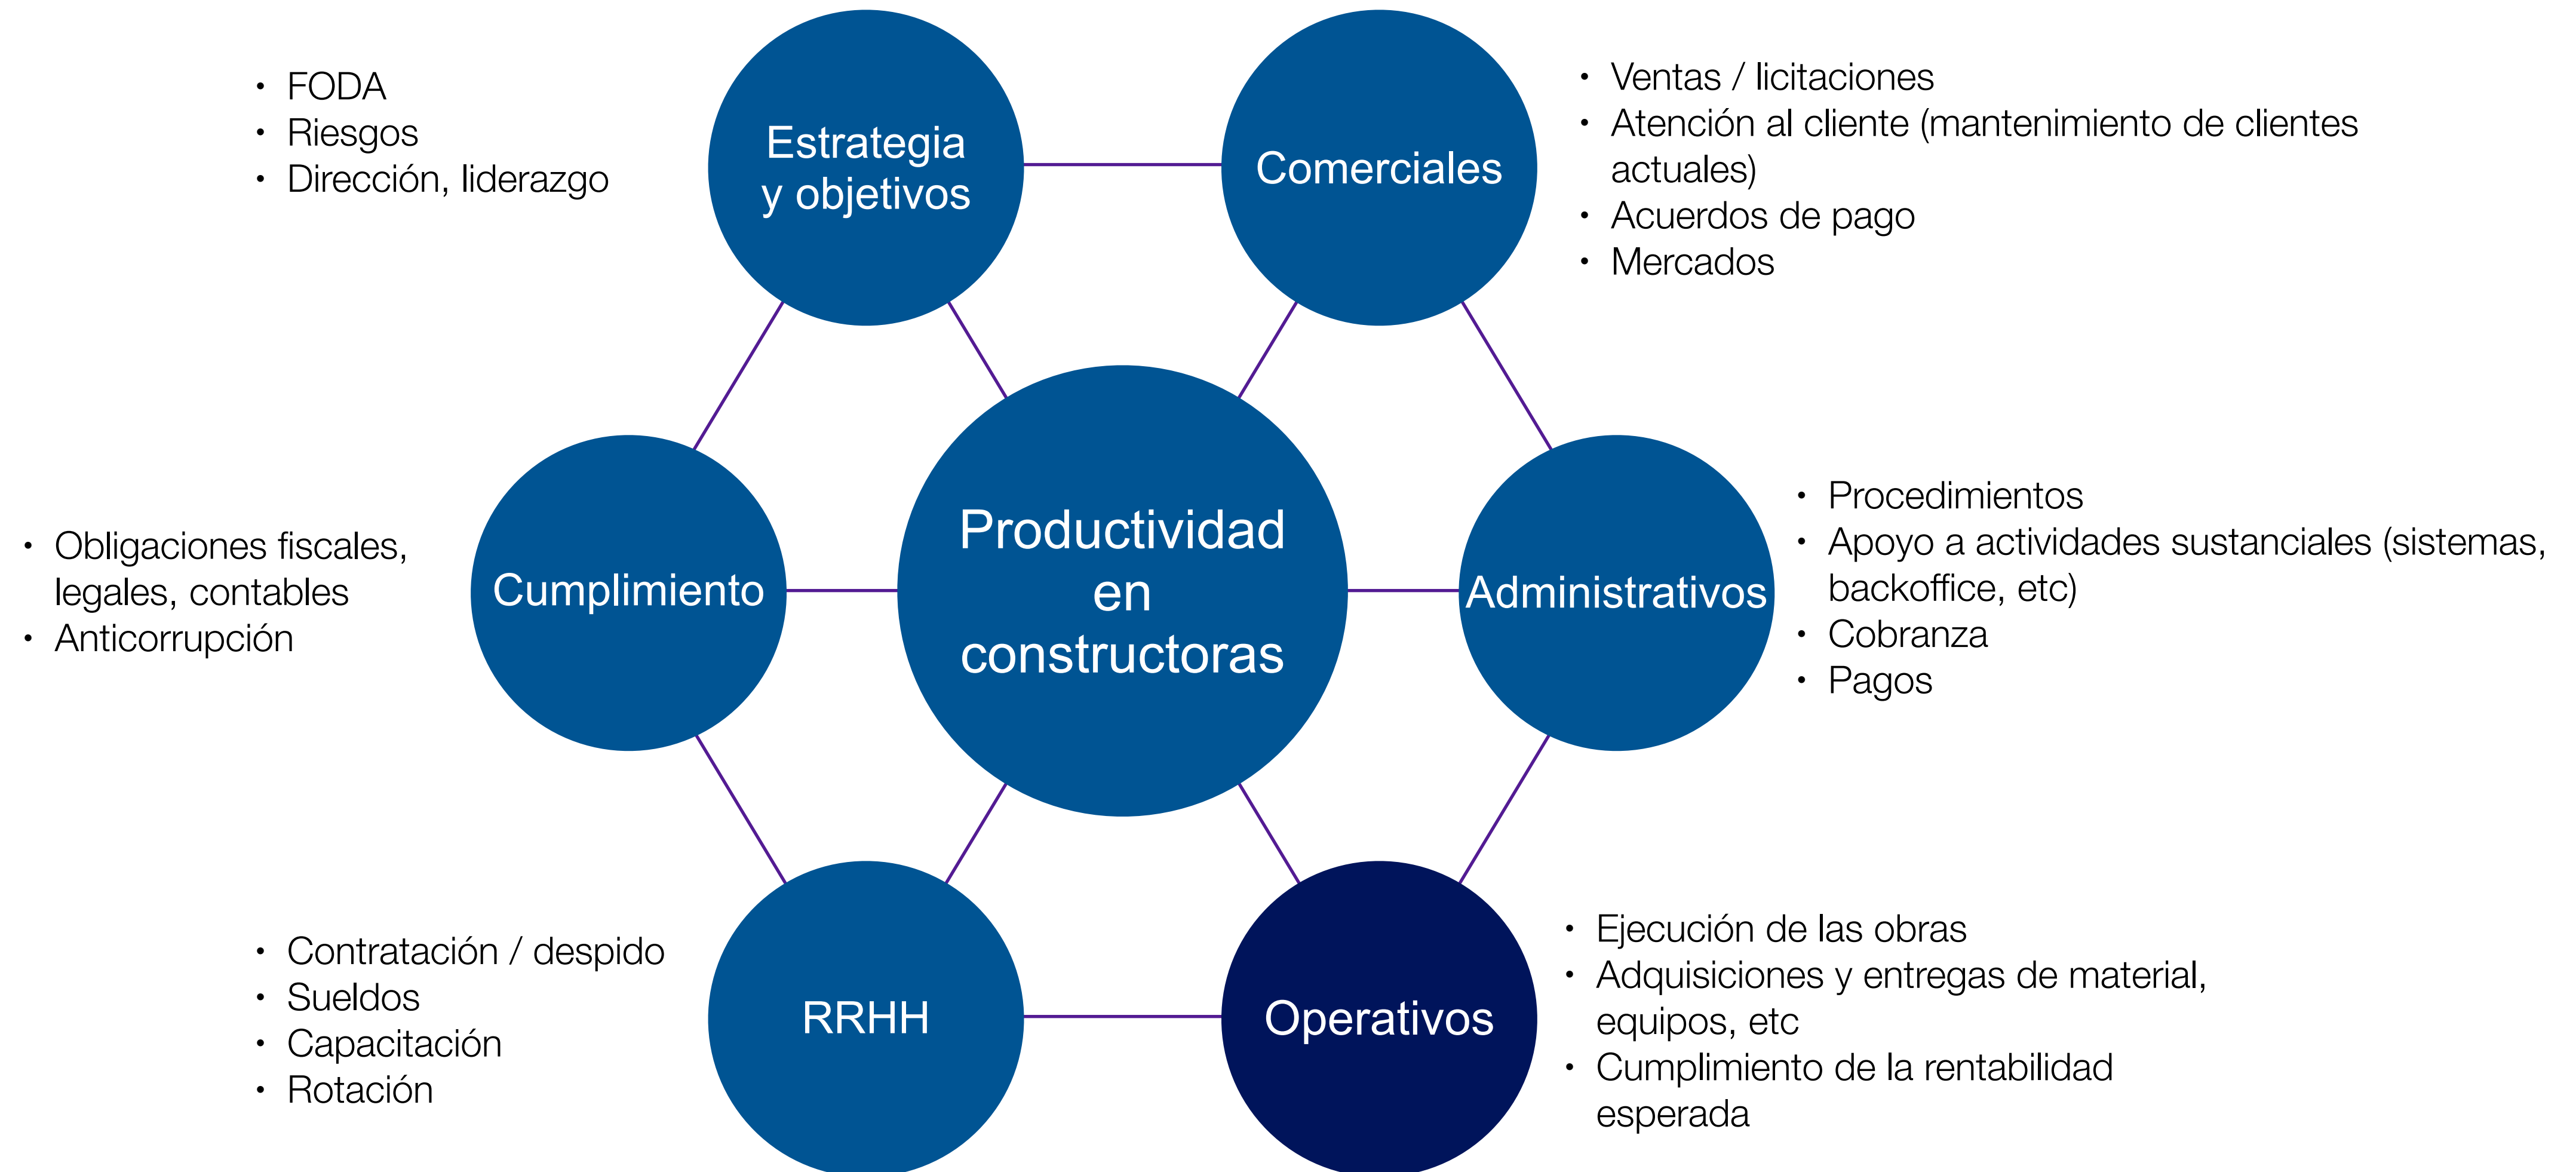 • FODA
• Riesgos
• Dirección, liderazgo
Estrategia
y objetivos
Comerciales
• Ventas / licitaciones
• Atención al cliente (mantenimiento de clientes
actuales)
• Acuerdos de pago
• Mercados
• Obligaciones fiscales,
legales, contables
• Anticorrupción
Cumplimiento
Productividad
en
constructoras
Administrativos
• Procedimientos
• Apoyo a actividades sustanciales (sistemas,
backoffice, etc)
• Cobranza
• Pagos
• Contratación / despido
• Sueldos
• Capacitación
• Rotación
RRHH
Operativos
• Ejecución de las obras
• Adquisiciones y entregas de material,
equipos, etc
• Cumplimiento de la rentabilidad
esperada